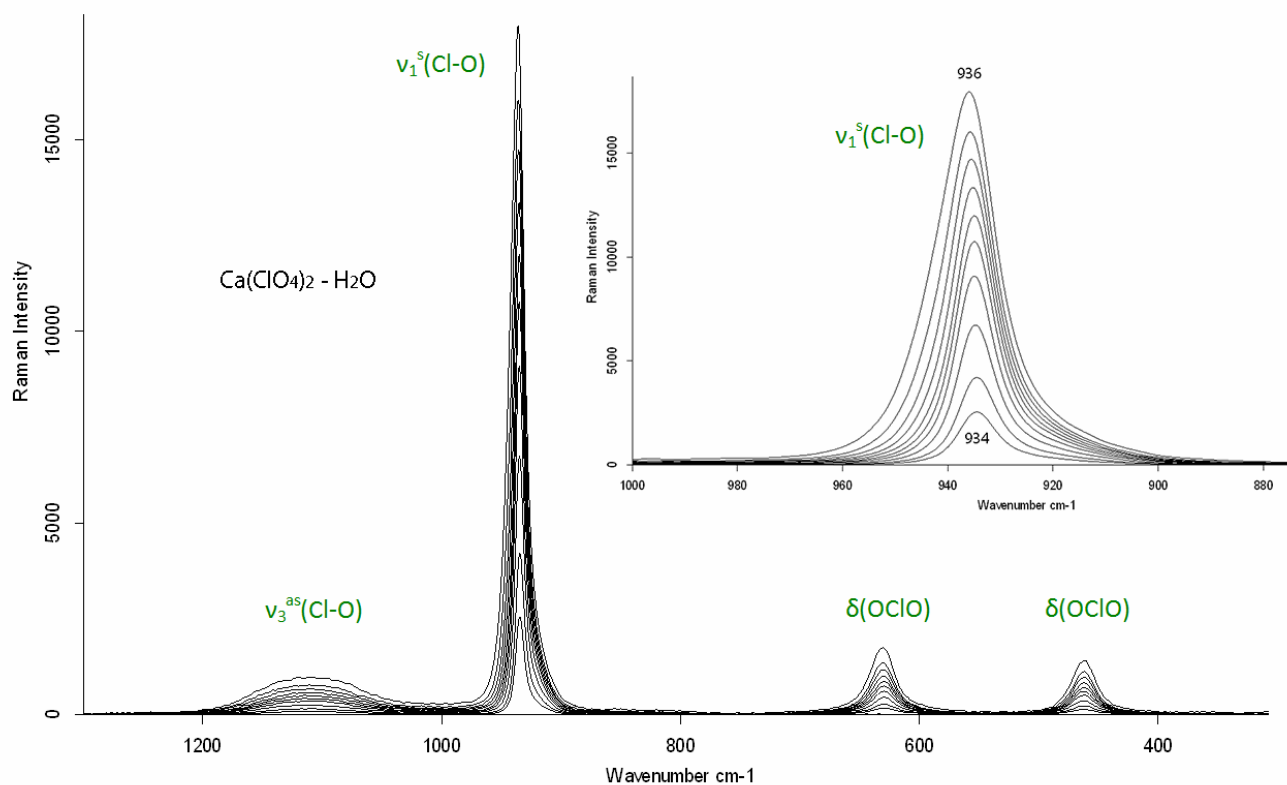 ν₁ˢ(Cl-O)
Ca(ClO₄)₂ - H₂O
ν₃ᵃˢ(Cl-O)
δ(OClO)
δ(OClO)
Raman Intensity
15000
10000
5000
0
1200
1000
800
600
400
Wavenumber cm-1
936
ν₁ˢ(Cl-O)
934
Raman Intensity
15000
10000
5000
0
1000
980
960
940
920
900
880
Wavenumber cm-1